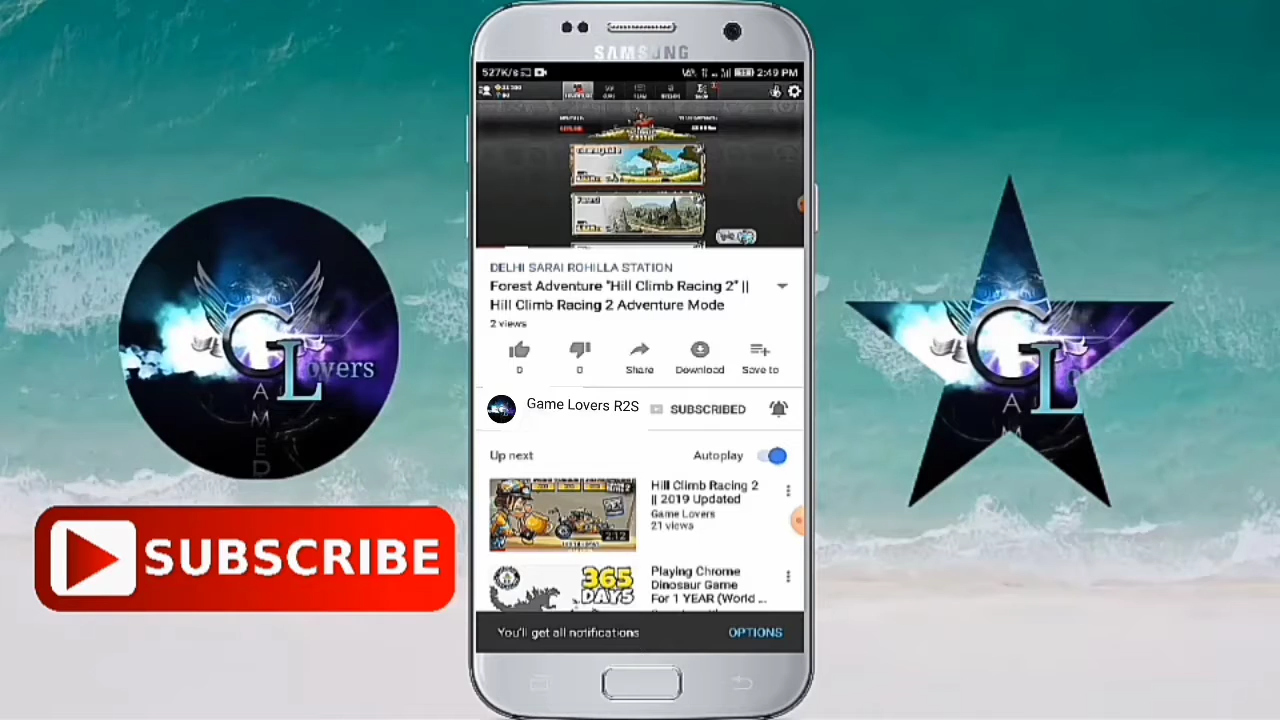 SAMSUNG
527K/s
2:49 PM
DELHI SARAI ROHILLA STATION
Forest Adventure "Hill Climb Racing 2" ||
Hill Climb Racing 2 Adventure Mode
2 views
0
0
Share
Download
Save to
Game Lovers R2S
SUBSCRIBED
Up next
Autoplay
Hill Climb Racing 2
|| 2019 Updated
Game Lovers
21 views
2:12
Playing Chrome
Dinosaur Game
For 1 YEAR (World ...
365
DAYS
You'll get all notifications
OPTIONS
G
Lovers
AMED
SUBSCRIBE
G
L
A